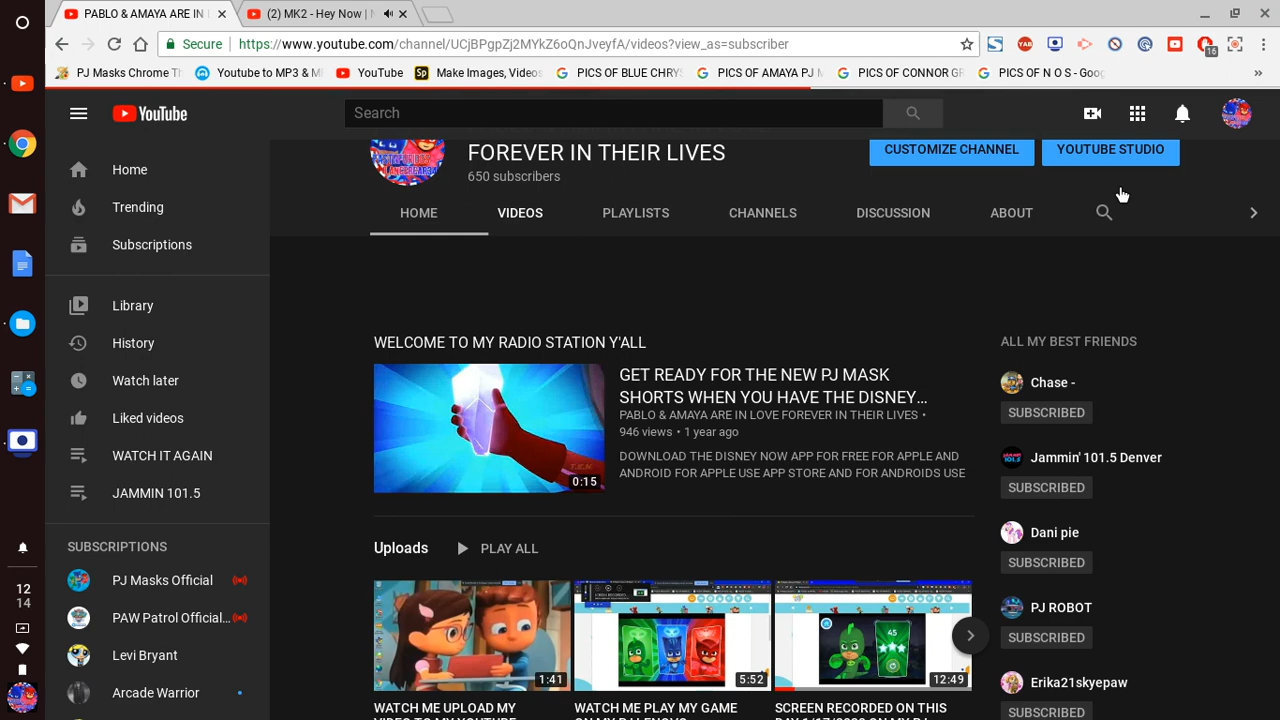 PABLO & AMAYA ARE IN
(2) MK2 - Hey Now |
Secure
https://www.youtube.com/channel/UCjBPgpZj2MYkZ6oQnJveyfA/videos?view_as=subscriber
16
PJ Masks Chrome Th
Youtube to MP3 & M
YouTube
Make Images, Videos
PICS OF BLUE CHRYS
PICS OF AMAYA PJ M
PICS OF CONNOR GR
PICS OF N O S - Goog
YouTube
Search
FOREVER IN THEIR LIVES
650 subscribers
CUSTOMIZE CHANNEL
YOUTUBE STUDIO
HOME
VIDEOS
PLAYLISTS
CHANNELS
DISCUSSION
ABOUT
Home
Trending
Subscriptions
Library
History
Watch later
Liked videos
WATCH IT AGAIN
JAMMIN 101.5
SUBSCRIPTIONS
PJ Masks Official
PAW Patrol Official...
Levi Bryant
Arcade Warrior
12
14
WELCOME TO MY RADIO STATION Y'ALL
0:15
GET READY FOR THE NEW PJ MASK
SHORTS WHEN YOU HAVE THE DISNEY...
PABLO & AMAYA ARE IN LOVE FOREVER IN THEIR LIVES •
946 views • 1 year ago
DOWNLOAD THE DISNEY NOW APP FOR FREE FOR APPLE AND
ANDROID FOR APPLE USE APP STORE AND FOR ANDROIDS USE
Uploads
PLAY ALL
1:41
5:52
45
12:49
WATCH ME UPLOAD MY
WATCH ME PLAY MY GAME
SCREEN RECORDED ON THIS
ALL MY BEST FRIENDS
Chase -
SUBSCRIBED
Jammin' 101.5 Denver
SUBSCRIBED
Dani pie
SUBSCRIBED
PJ ROBOT
SUBSCRIBED
Erika21skyepaw
SUBSCRIBED